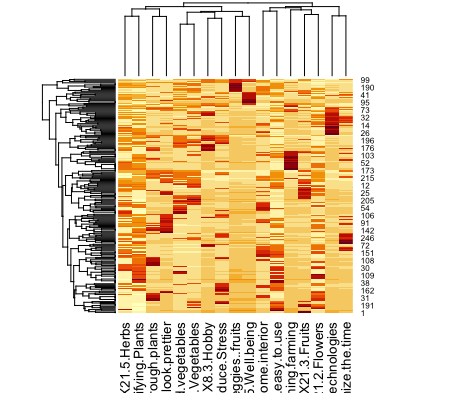 99
190
41
95
73
32
14
26
196
176
103
52
173
215
12
25
205
54
106
91
142
246
72
151
108
30
109
38
162
31
191
1
X21.5.Herbs
ifying.Plants
rough.plants
look.prettier
d.vegetables
.Vegetables
X8.3.Hobby
duce.Stress
eggies..fruits
5.Well.being
ome.interior
.easy.to.use
ning.farming
X21.3.Fruits
1.2.Flowers
echnologies
nize.the.time